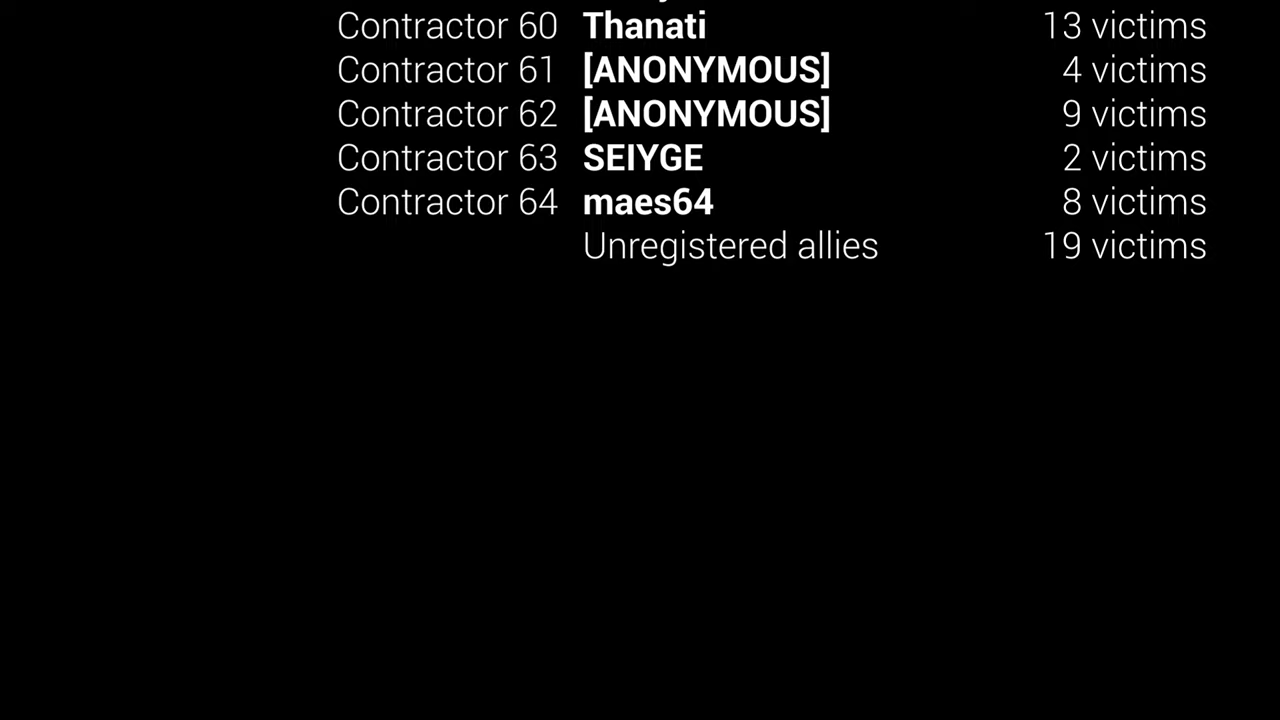 Contractor 60 Thanati 13 victims
Contractor 61 [ANONYMOUS] 4 victims
Contractor 62 [ANONYMOUS] 9 victims
Contractor 63 SEIYGE 2 victims
Contractor 64 maes64 8 victims
Unregistered allies 19 victims